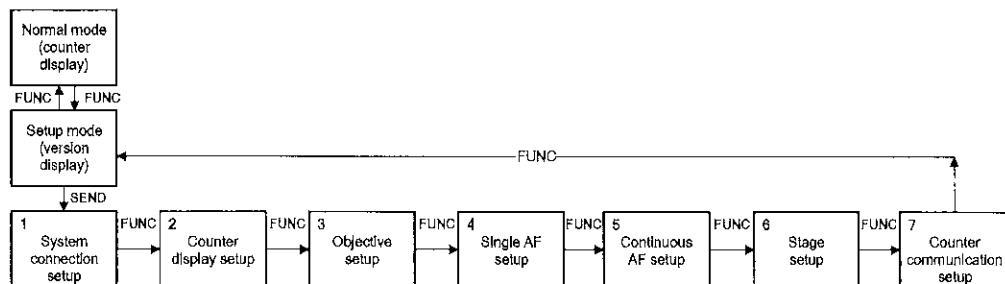 Normal mode
(counter
display)
FUNC
FUNC
Setup mode
(version
display)
FUNC
SEND
1
System
connection
setup
FUNC
2
Counter
display setup
FUNC
3
Objective
setup
FUNC
4
Single AF
setup
FUNC
5
Continuous
AF setup
FUNC
6
Stage
setup
FUNC
7
Counter
communication
setup